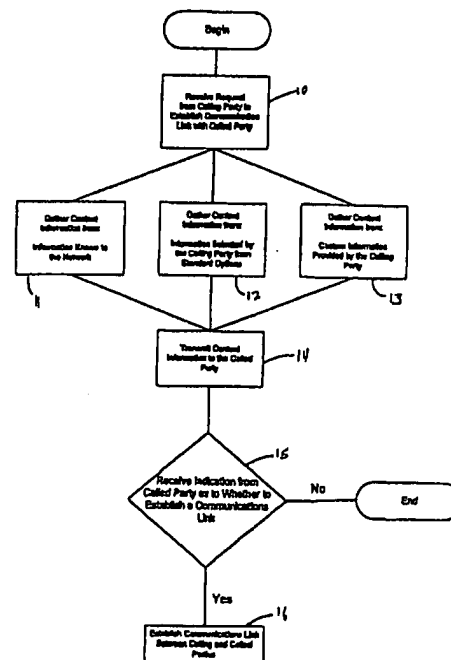 Begin
10
Receive Request
from Calling Party to
Establish Communication
Link with Called Party
Gather Context
Information from:
Information Known to
the Network
11
Gather Context
Information from:
Information Selected by
the Calling Party from
Standard Options
12
Gather Context
Information from:
Custom Information
Provided by the Calling
Party
13
Transmit Context
Information to the Called
Party
14
15
Receive Indication from
Called Party as to Whether to
Establish a Communications
Link
No
End
Yes
16
Establish Communications Link
Between Calling and Called
Parties